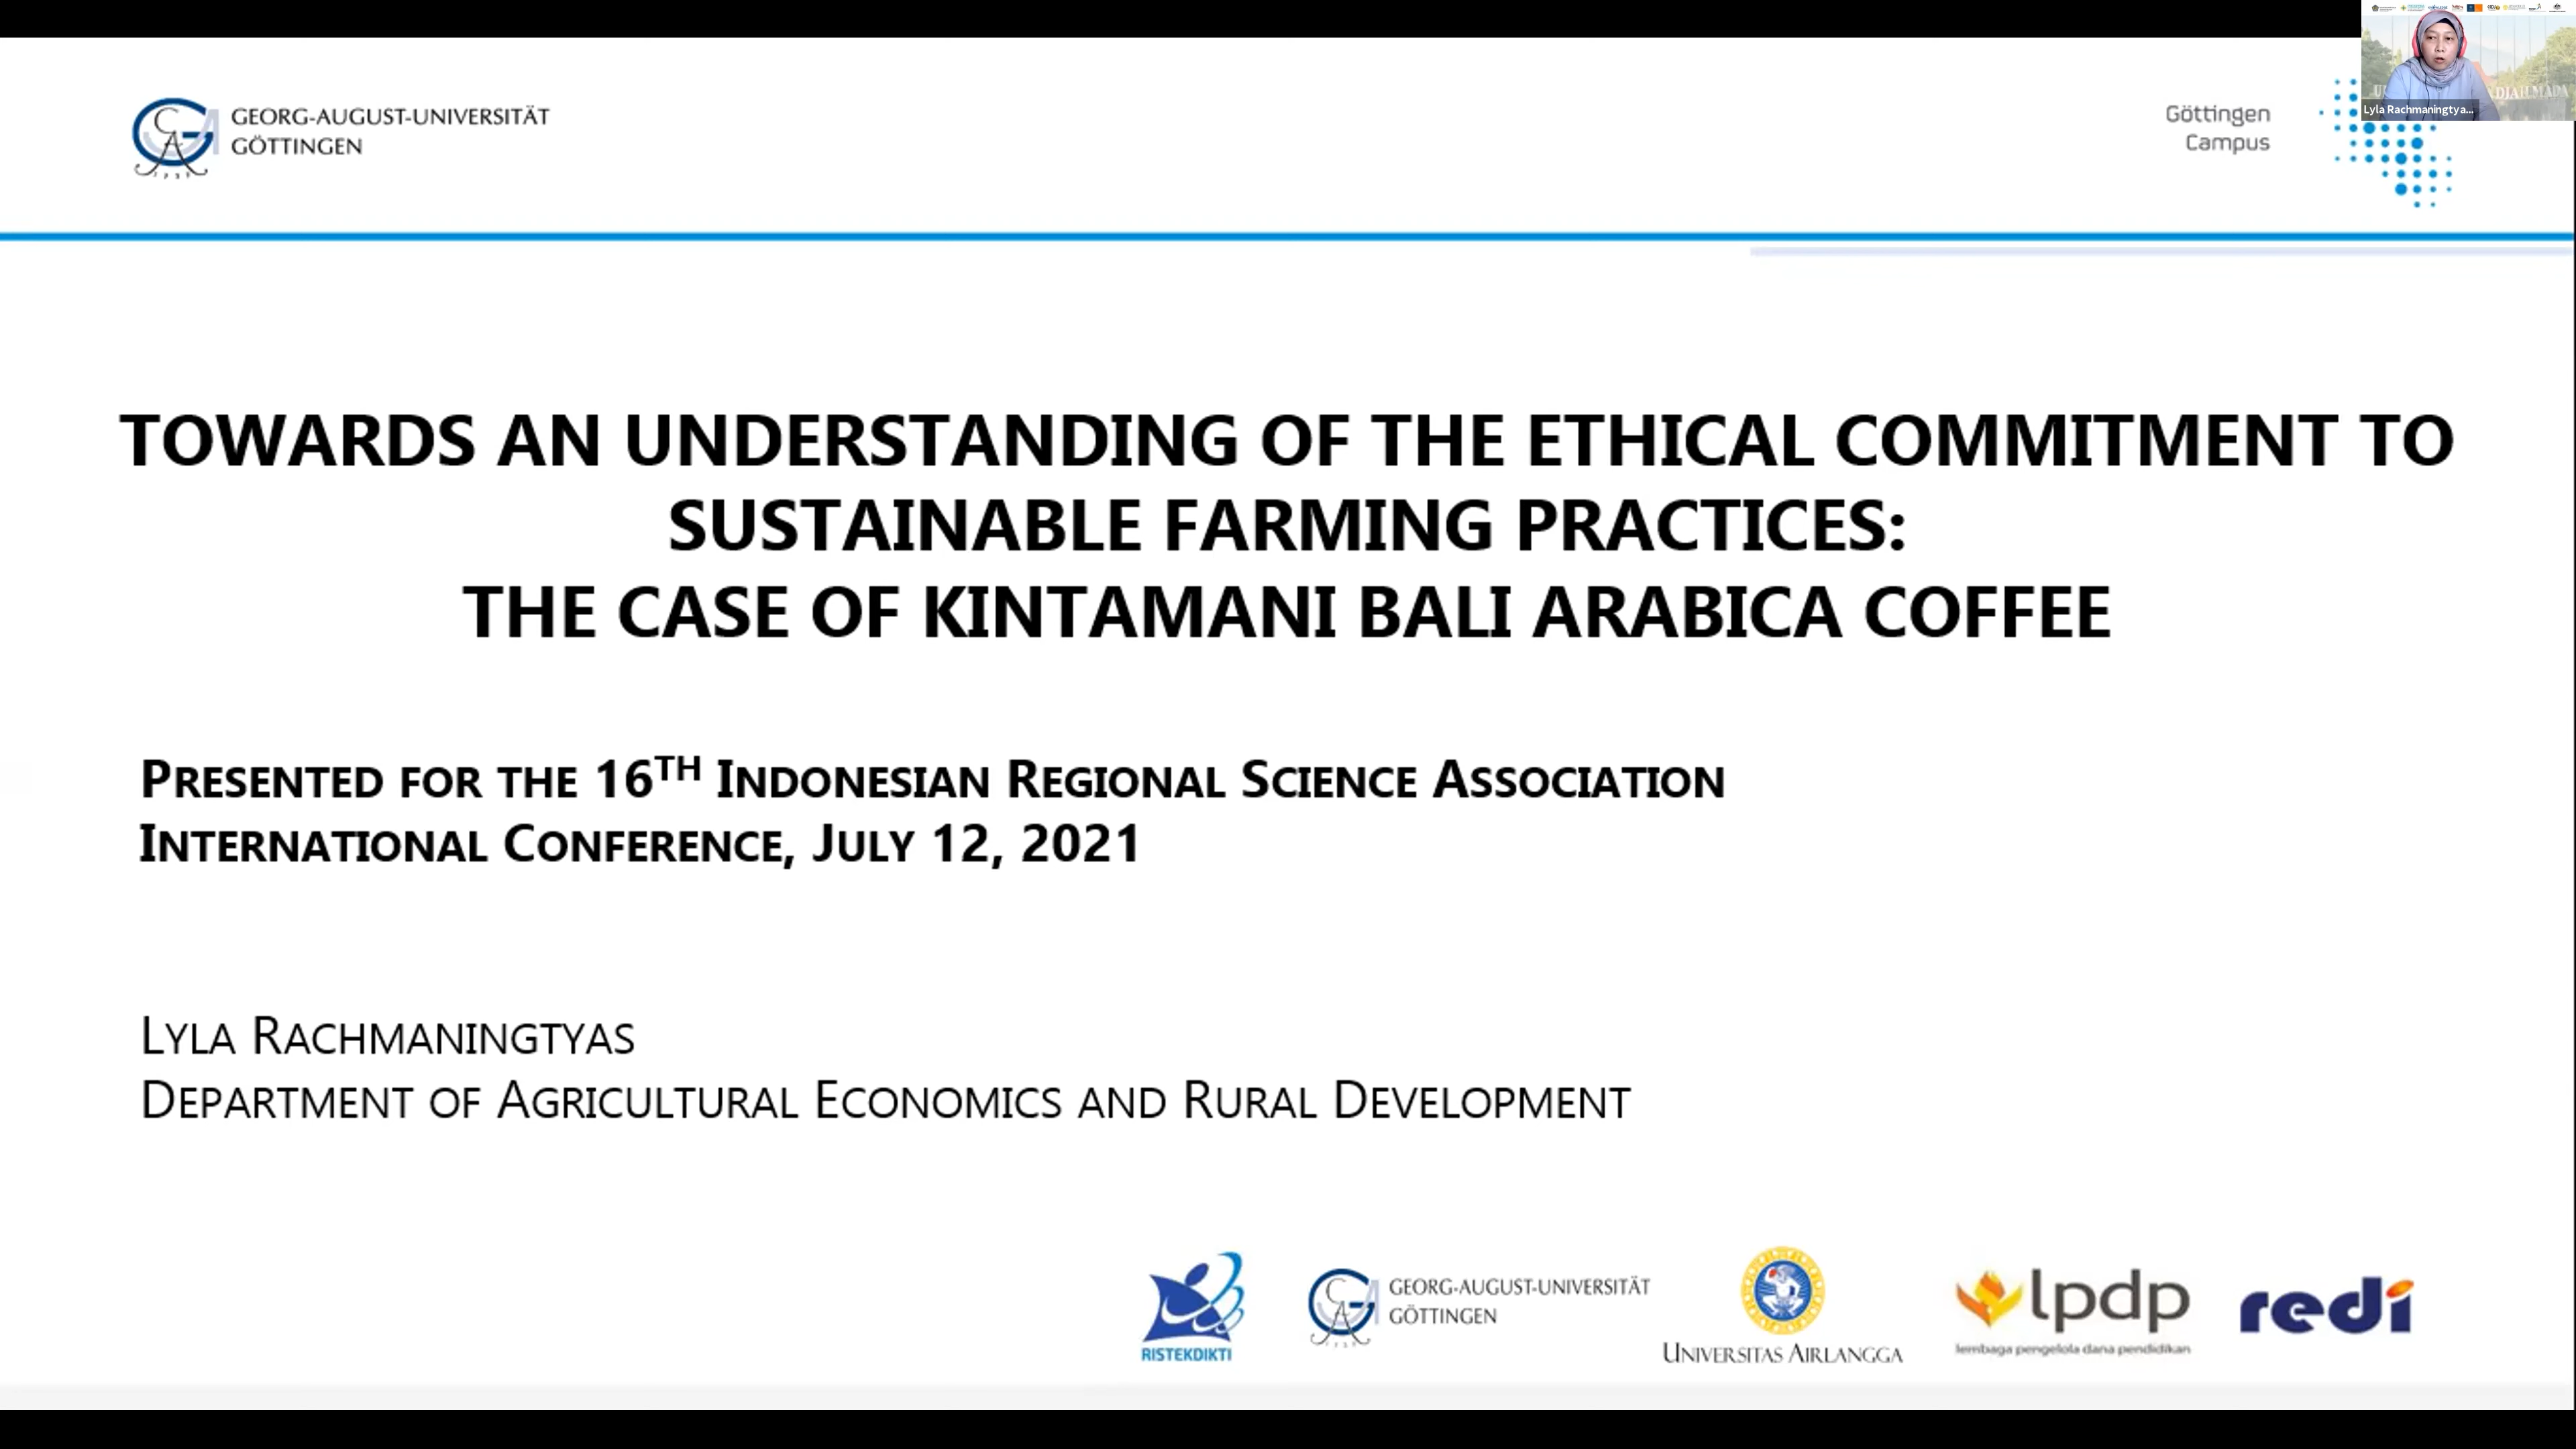 GEORG-AUGUST-UNIVERSITÄT
GÖTTINGEN
Göttingen
Campus
DJAH MADA
Lyla Rachmaningtya...
TOWARDS AN UNDERSTANDING OF THE ETHICAL COMMITMENT TO
SUSTAINABLE FARMING PRACTICES:
THE CASE OF KINTAMANI BALI ARABICA COFFEE
PRESENTED FOR THE 16TH INDONESIAN REGIONAL SCIENCE ASSOCIATION
INTERNATIONAL CONFERENCE, JULY 12, 2021
LYLA RACHMANINGTYAS
DEPARTMENT OF AGRICULTURAL ECONOMICS AND RURAL DEVELOPMENT
RISTEKDIKTI
GEORG-AUGUST-UNIVERSITÄT
GÖTTINGEN
UNIVERSITAS AIRLANGGA
lpdp
lembaga pengelola dana pendidikan
redi